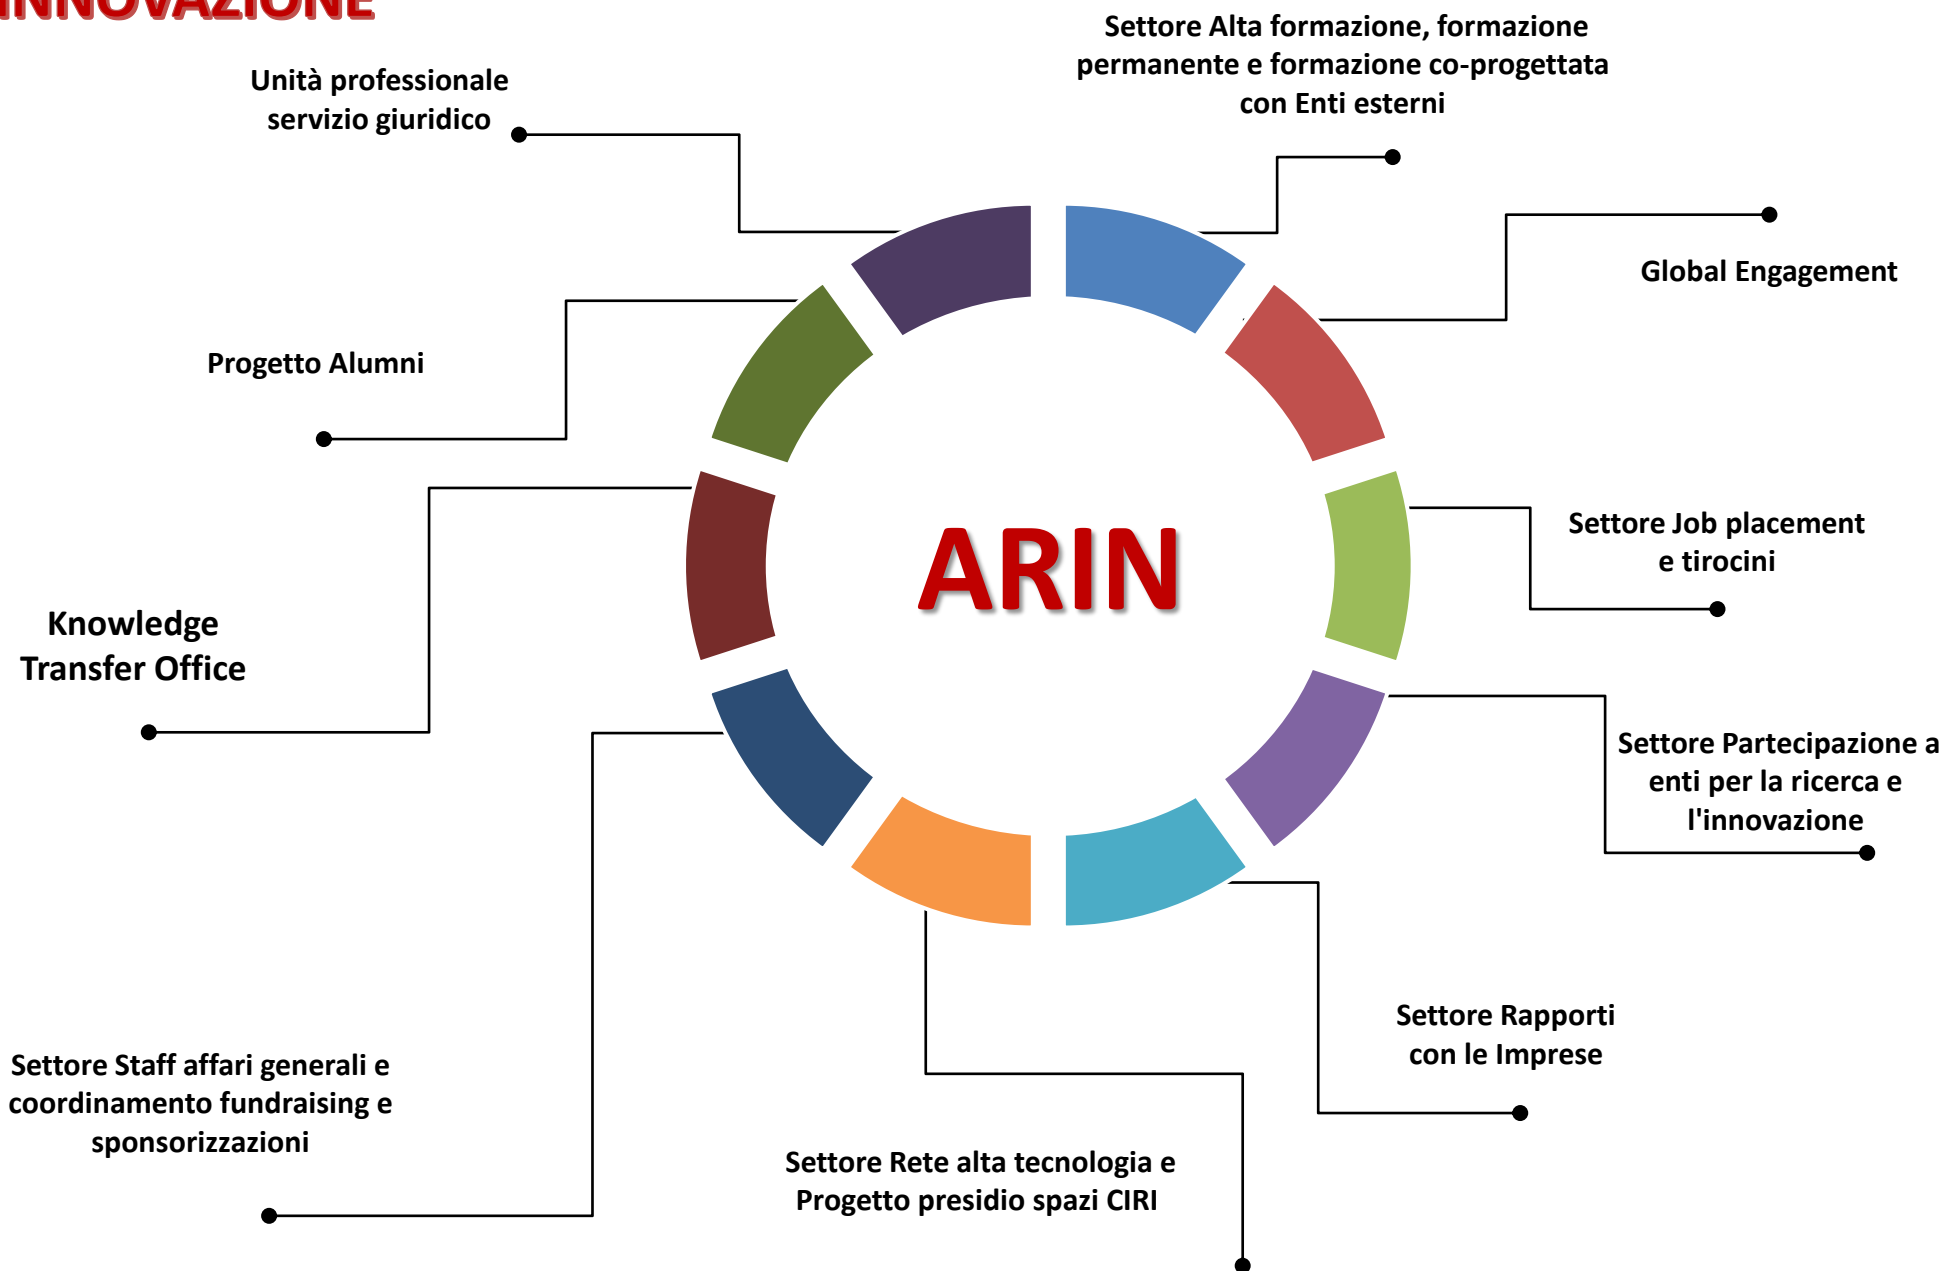 INNOVAZIONE
Settore Alta formazione, formazione
permanente e formazione co-progettata
con Enti esterni
Unità professionale
servizio giuridico
Global Engagement
Progetto Alumni
Settore Job placement
e tirocini
ARIN
Knowledge
Transfer Office
Settore Partecipazione a
enti per la ricerca e
l'innovazione
Settore Rapporti
con le Imprese
Settore Staff affari generali e
coordinamento fundraising e
sponsorizzazioni
Settore Rete alta tecnologia e
Progetto presidio spazi CIRI